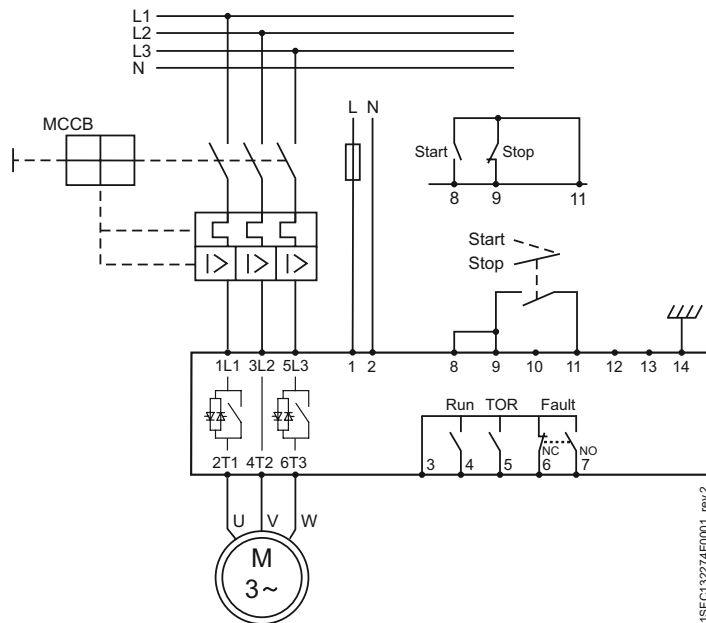 L1
L2
L3
N
MCCB
L N
Start Stop
8 9 11
Start
Stop
I> I> I>
1L1 3L2 5L3 1 2 8 9 10 11 12 13 14
Run TOR Fault
NC NO
2T1 4T2 6T3 3 4 5 6 7
U V W
M
3~
1SFC132274F0001 rev 2